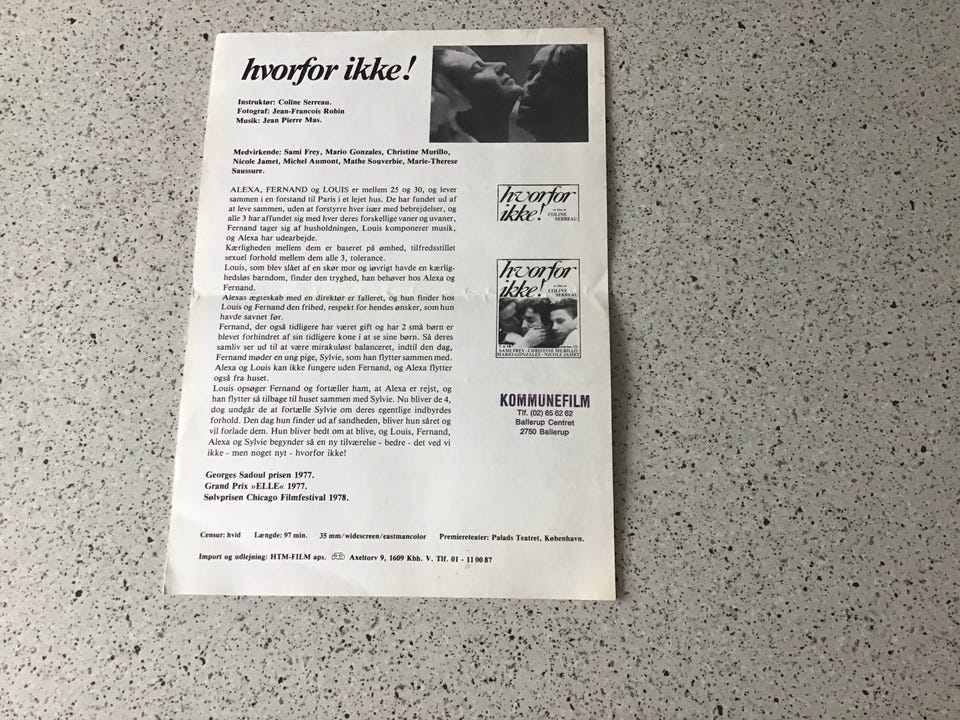 hvorfor ikke!
Instruktør: Coline Serreau.
Fotograf: Jean-Francois Robin
Musik: Jean Pierre Mas.
Medvirkende: Sami Frey, Mario Gonzales, Christine Murillo,
Nicole Jamet, Michel Aumont, Mathe Souverbie, Marie-Therese
Saussure.
ALEXA, FERNAND og LOUIS er mellem 25 og 30, og lever
sammen i en forstand til Paris i et lejet hus. De har fundet ud af
at leve sammen, uden at forstyrre hver især med bebrejdelser, og
alle 3 har affundet sig med hver deres forskellige vaner og uvaner,
Fernand tager sig af husholdningen, Louis komponerer musik,
og Alexa har udearbejde.
Kærligheden mellem dem er baseret på ømhed, tilfredsstillet
sexuel forhold mellem dem alle 3, tolerance.
Louis, som blev slået af en skør mor og iøvrigt havde en kærlig-
hedsløs barndom, finder den tryghed, han behøver hos Alexa og
Fernand.
Alexas ægteskab med en direktør er falleret, og hun finder hos
Louis og Fernand den frihed, respekt for hendes ønsker, som hun
havde savnet før.
Fernand, der også tidligere har været gift og har 2 små børn er
blevet forhindret af sin tidligere kone i at se sine børn. Så deres
samliv ser ud til at være mirakuløst balanceret, indtil den dag,
Fernand møder en ung pige, Sylvie, som han flytter sammen med.
Alexa og Louis kan ikke fungere uden Fernand, og Alexa flytter
også fra huset.
Louis opsøger Fernand og fortæller ham, at Alexa er rejst, og
han flytter så tilbage til huset sammen med Sylvie. Nu bliver de 4,
dog undgår de at fortælle Sylvie om deres egentlige indbyrdes
forhold. Den dag hun finder ud af sandheden, bliver hun såret og
vil forlade dem. Hun bliver bedt om at blive, og Louis, Fernand,
Alexa og Sylvie begynder så en ny tilværelse - bedre - det ved vi
ikke - men noget nyt - hvorfor ikke!
Georges Sadoul prisen 1977.
Grand Prix »ELLE« 1977.
Sølvprisen Chicago Filmfestival 1978.
hvorfor
ikke!
COLINE
SERREAU
hvorfor
ikke!
COLINE
SERREAU
SAMI FREY · CHRISTINE MURILLO
MARIO GONZALEZ · NICOLE JAMET
KOMMUNEFILM
Tlf. (02) 65 62 62
Ballerup Centret
2750 Ballerup
Censur: hvid Længde: 97 min. 35 mm/widescreen/eastmancolor Premiereteater: Palads Teatret, København.
Import og udlejning: HTM-FILM aps. Axeltorv 9, 1609 Kbh. V. Tlf. 01 - 11 00 87